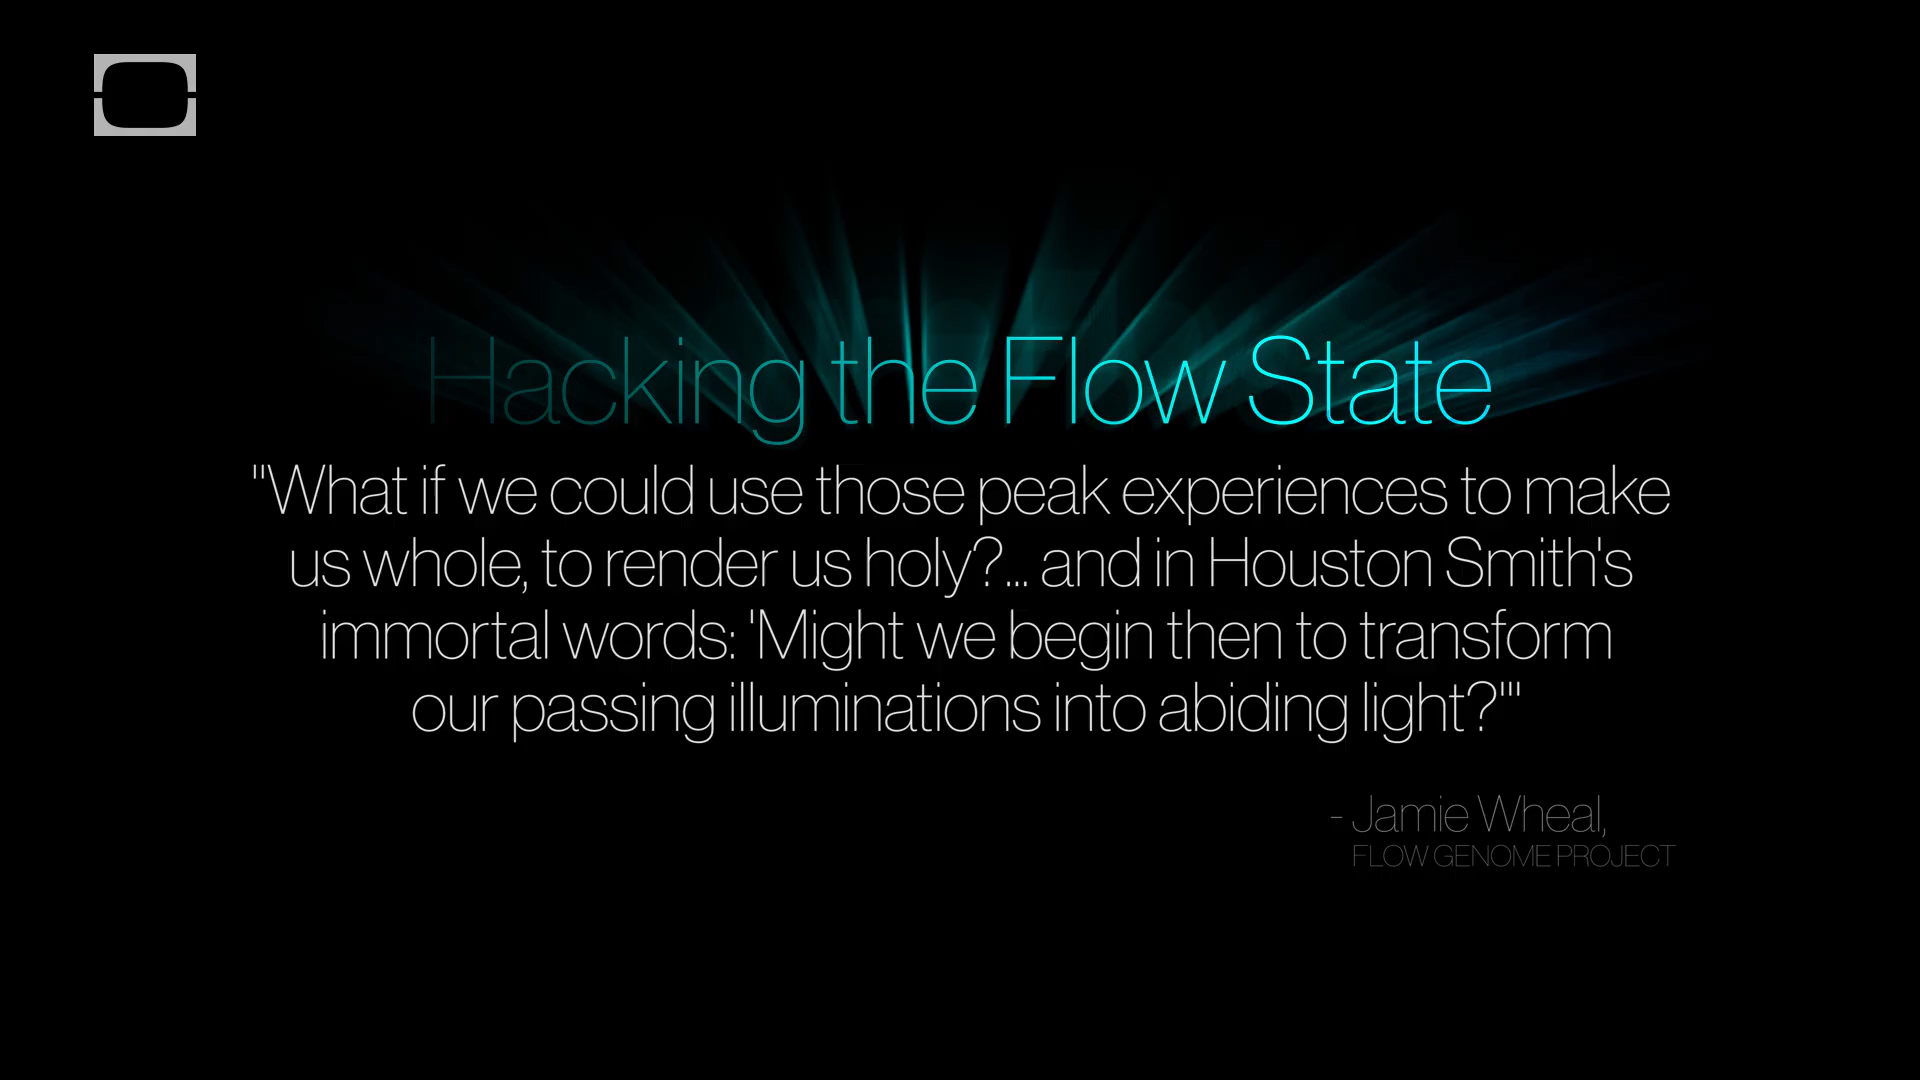 Hacking the Flow State
"What if we could use those peak experiences to make
us whole, to render us holy?... and in Houston Smith's
immortal words: 'Might we begin then to transform
our passing illuminations into abiding light?'"
- Jamie Wheal,
FLOW GENOME PROJECT